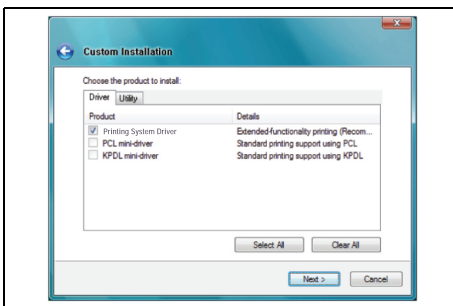 Custom Installation
Choose the product to install:
Driver Utility
Product Details
Printing System Driver Extended-functionality printing (Recom...
PCL mini-driver Standard printing support using PCL
KPDL mini-driver Standard printing support using KPDL
Select All Clear All
Next > Cancel